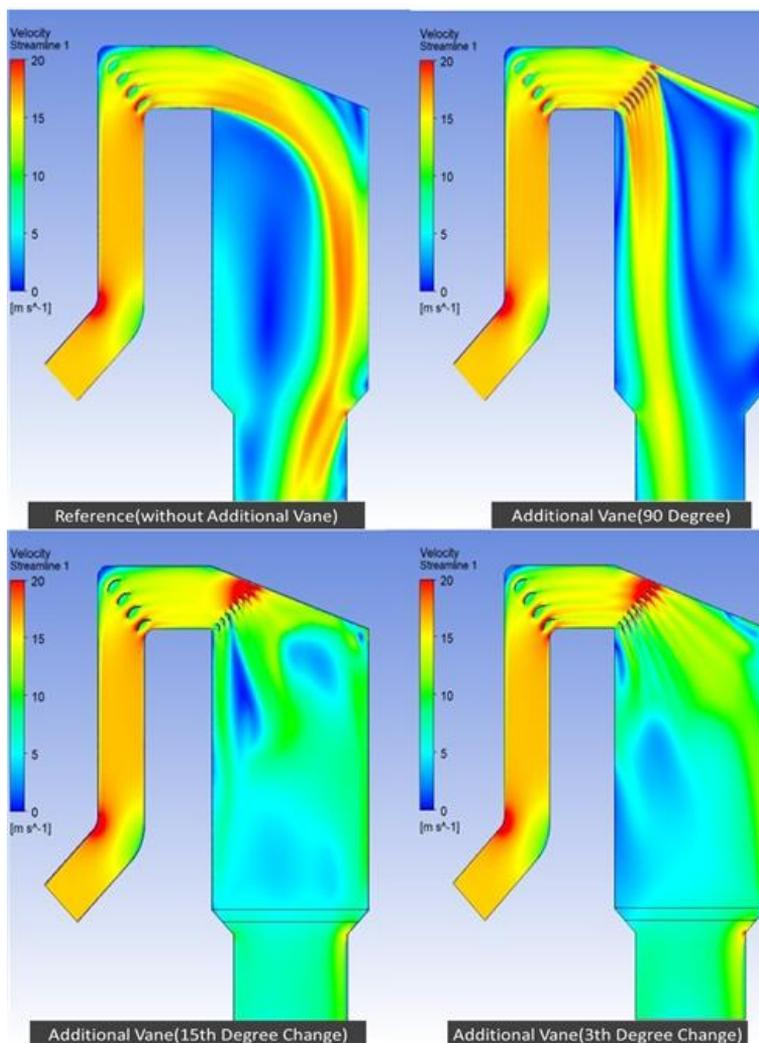 Velocity
Streamline 1
20
15
10
5
0
[m s^-1]
Reference(without Additional Vane)
Velocity
Streamline 1
20
15
10
5
0
[m s^-1]
Additional Vane(90 Degree)
Velocity
Streamline 1
20
15
10
5
0
[m s^-1]
Additional Vane(15th Degree Change)
Velocity
Streamline 1
20
15
10
5
0
[m s^-1]
Additional Vane(3th Degree Change)